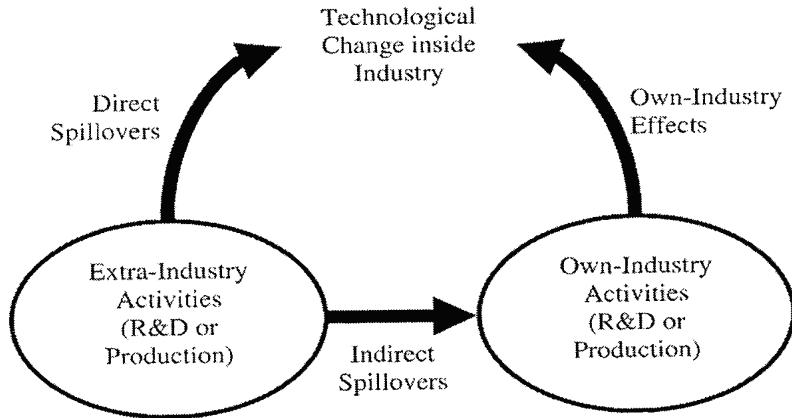 Technological
Change inside
Industry
Direct
Spillovers
Own-Industry
Effects
Extra-Industry
Activities
(R&D or
Production)
Own-Industry
Activities
(R&D or
Production)
Indirect
Spillovers